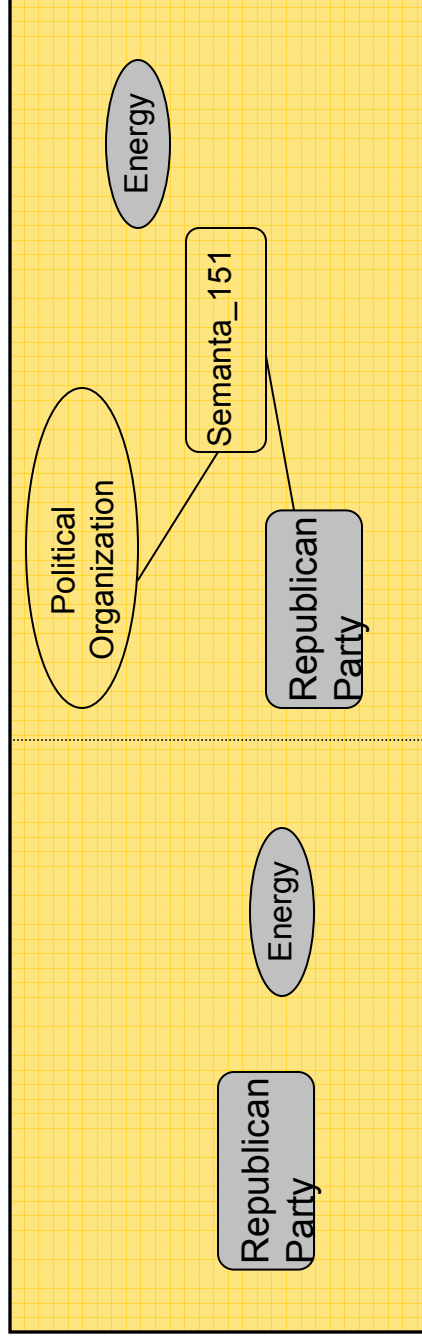 Republican
Party
Energy
Political
Organization
Republican
Party
Semanta_151
Energy